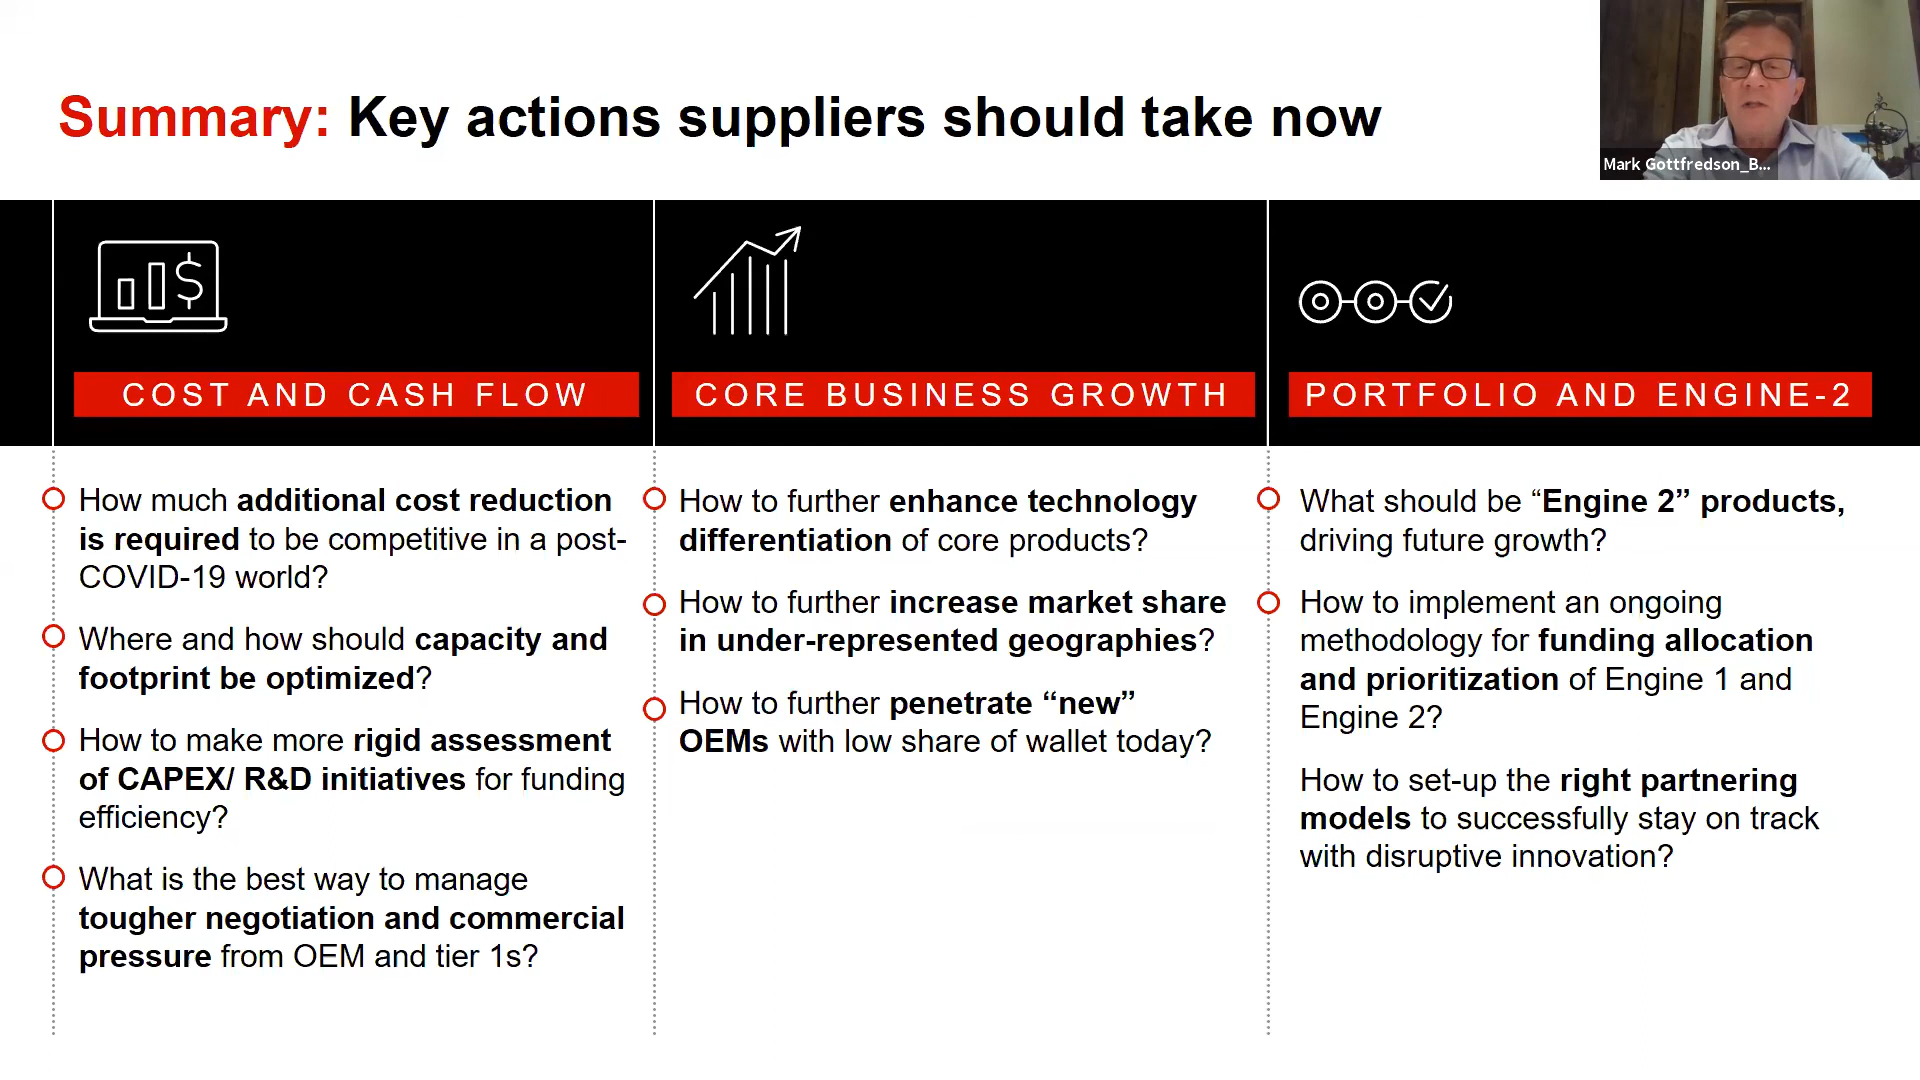 Summary: Key actions suppliers should take now
Mark Gottfredson_B...
$
COST AND CASH FLOW
How much additional cost reduction
is required to be competitive in a post-
COVID-19 world?
Where and how should capacity and
footprint be optimized?
How to make more rigid assessment
of CAPEX/ R&D initiatives for funding
efficiency?
What is the best way to manage
tougher negotiation and commercial
pressure from OEM and tier 1s?
CORE BUSINESS GROWTH
How to further enhance technology
differentiation of core products?
How to further increase market share
in under-represented geographies?
How to further penetrate “new”
OEMs with low share of wallet today?
PORTFOLIO AND ENGINE-2
What should be “Engine 2” products,
driving future growth?
How to implement an ongoing
methodology for funding allocation
and prioritization of Engine 1 and
Engine 2?
How to set-up the right partnering
models to successfully stay on track
with disruptive innovation?